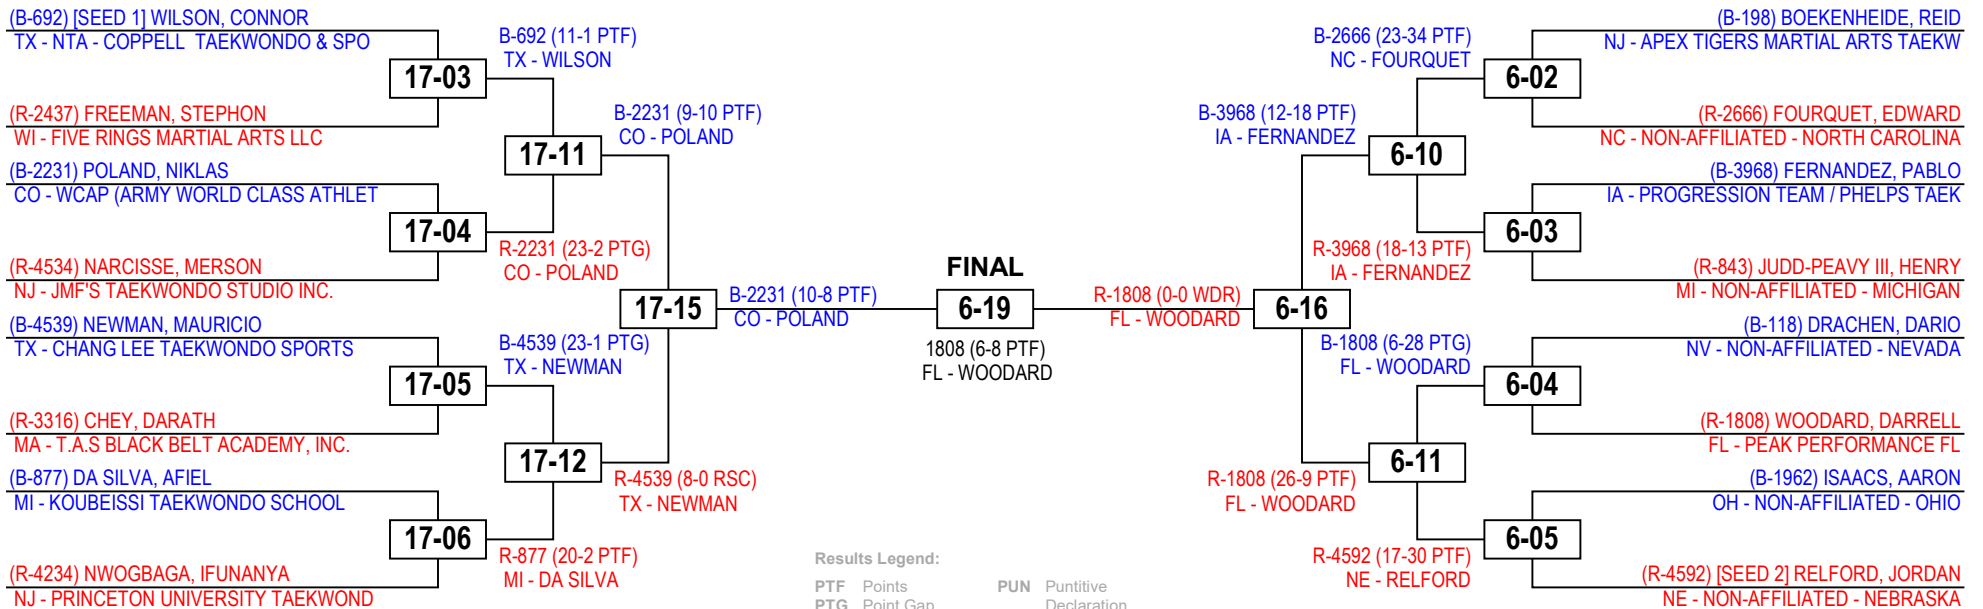 (B-692) [SEED 1] WILSON, CONNOR
TX - NTA - COPPELL  TAEKWONDO & SPO
17-03
(R-2437) FREEMAN, STEPHON
WI - FIVE RINGS MARTIAL ARTS LLC
(B-2231) POLAND, NIKLAS
CO - WCAP (ARMY WORLD CLASS ATHLET
17-04
(R-4534) NARCISSE, MERSON
NJ - JMF'S TAEKWONDO STUDIO INC.
(B-4539) NEWMAN, MAURICIO
TX - CHANG LEE TAEKWONDO SPORTS
17-05
(R-3316) CHEY, DARATH
MA - T.A.S BLACK BELT ACADEMY, INC.
(B-877) DA SILVA, AFIEL
MI - KOUBEISSI TAEKWONDO SCHOOL
17-06
(R-4234) NWOGBAGA, IFUNANYA
NJ - PRINCETON UNIVERSITY TAEKWOND
B-692 (11-1 PTF)
TX - WILSON
17-11
R-2231 (23-2 PTG)
CO - POLAND
B-4539 (23-1 PTG)
TX - NEWMAN
17-12
R-877 (20-2 PTF)
MI - DA SILVA
B-2231 (9-10 PTF)
CO - POLAND
17-15
R-4539 (8-0 RSC)
TX - NEWMAN
B-2231 (10-8 PTF)
CO - POLAND
FINAL
6-19
1808 (6-8 PTF)
FL - WOODARD
R-1808 (0-0 WDR)
FL - WOODARD
B-3968 (12-18 PTF)
IA - FERNANDEZ
6-16
R-1808 (26-9 PTF)
FL - WOODARD
B-2666 (23-34 PTF)
NC - FOURQUET
6-10
R-3968 (18-13 PTF)
IA - FERNANDEZ
B-1808 (6-28 PTG)
FL - WOODARD
6-11
R-4592 (17-30 PTF)
NE - RELFORD
(B-198) BOEKENHEIDE, REID
NJ - APEX TIGERS MARTIAL ARTS TAEKW
6-02
(R-2666) FOURQUET, EDWARD
NC - NON-AFFILIATED - NORTH CAROLINA
(B-3968) FERNANDEZ, PABLO
IA - PROGRESSION TEAM / PHELPS TAEK
6-03
(R-843) JUDD-PEAVY III, HENRY
MI - NON-AFFILIATED - MICHIGAN
(B-118) DRACHEN, DARIO
NV - NON-AFFILIATED - NEVADA
6-04
(R-1808) WOODARD, DARRELL
FL - PEAK PERFORMANCE FL
(B-1962) ISAACS, AARON
OH - NON-AFFILIATED - OHIO
6-05
(R-4592) [SEED 2] RELFORD, JORDAN
NE - NON-AFFILIATED - NEBRASKA
Results Legend:
PTF Points PUN Puntitive
PTG Point Gap Declaration